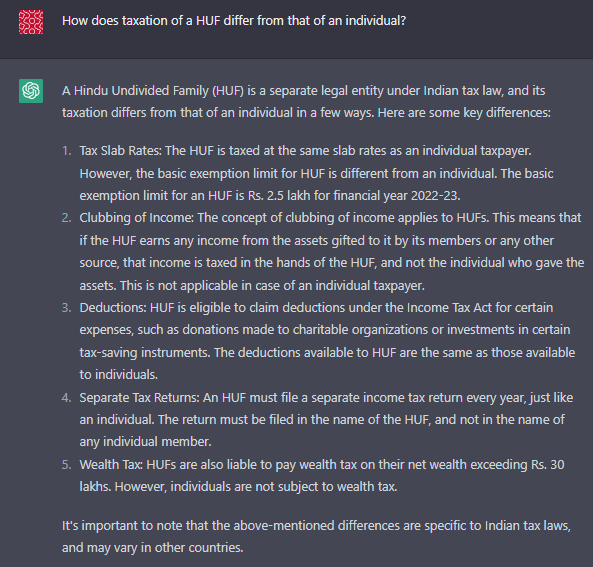 How does taxation of a HUF differ from that of an individual?
A Hindu Undivided Family (HUF) is a separate legal entity under Indian tax law, and its
taxation differs from that of an individual in a few ways. Here are some key differences:
1. Tax Slab Rates: The HUF is taxed at the same slab rates as an individual taxpayer.
However, the basic exemption limit for HUF is different from an individual. The basic
exemption limit for an HUF is Rs. 2.5 lakh for financial year 2022-23.
2. Clubbing of Income: The concept of clubbing of income applies to HUFs. This means that
if the HUF earns any income from the assets gifted to it by its members or any other
source, that income is taxed in the hands of the HUF, and not the individual who gave the
assets. This is not applicable in case of an individual taxpayer.
3. Deductions: HUF is eligible to claim deductions under the Income Tax Act for certain
expenses, such as donations made to charitable organizations or investments in certain
tax-saving instruments. The deductions available to HUF are the same as those available
to individuals.
4. Separate Tax Returns: An HUF must file a separate income tax return every year, just like
an individual. The return must be filed in the name of the HUF, and not in the name of
any individual member.
5. Wealth Tax: HUFs are also liable to pay wealth tax on their net wealth exceeding Rs. 30
lakhs. However, individuals are not subject to wealth tax.
It's important to note that the above-mentioned differences are specific to Indian tax laws,
and may vary in other countries.